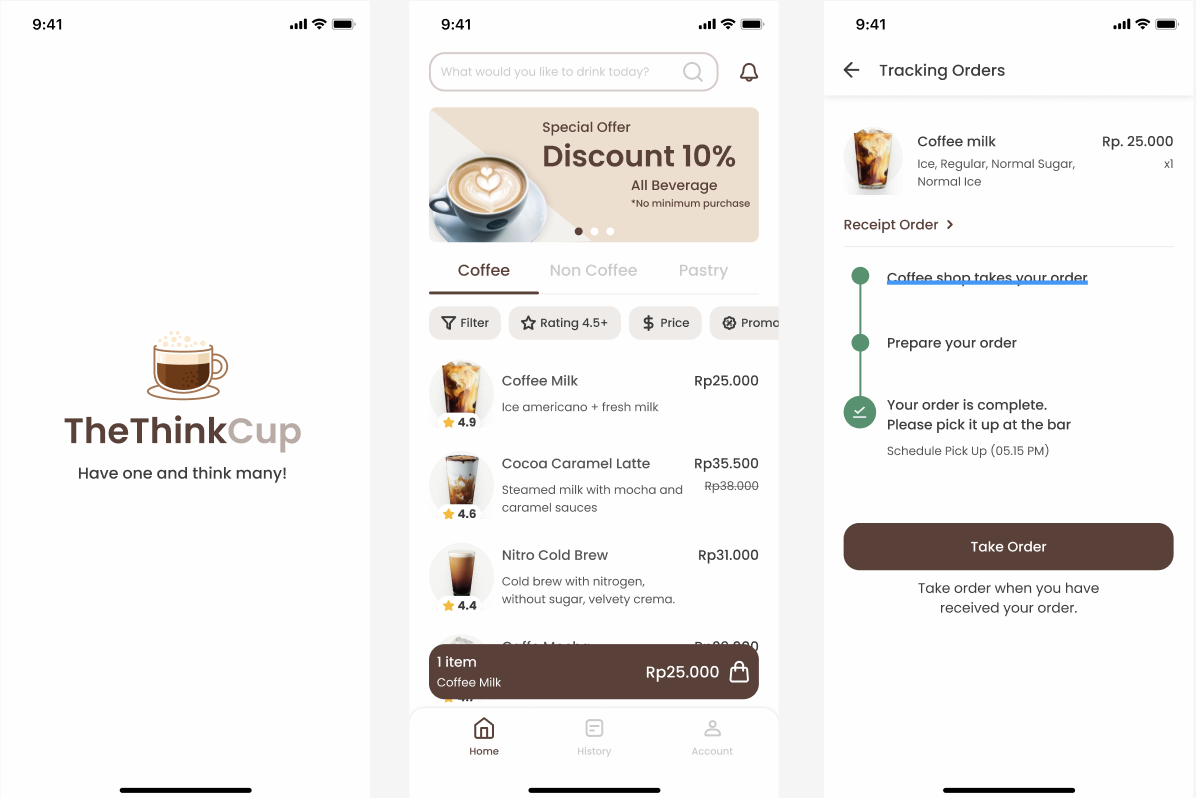 9:41
TheThinkCup
Have one and think many!
9:41
What would you like to drink today?
Special Offer
Discount 10%
All Beverage
*No minimum purchase
Coffee Non Coffee Pastry
Filter Rating 4.5+ Price Promo
Coffee Milk Rp25.000
Ice americano + fresh milk
4.9
Cocoa Caramel Latte Rp35.500
Steamed milk with mocha and Rp38.000
caramel sauces
4.6
Nitro Cold Brew Rp31.000
Cold brew with nitrogen,
without sugar, velvety crema.
4.4
1 item
Coffee Milk
Rp25.000
Home History Account
9:41
Tracking Orders
Coffee milk Rp. 25.000
Ice, Regular, Normal Sugar, x1
Normal Ice
Receipt Order
Coffee shop takes your order
Prepare your order
Your order is complete.
Please pick it up at the bar
Schedule Pick Up (05.15 PM)
Take Order
Take order when you have
received your order.